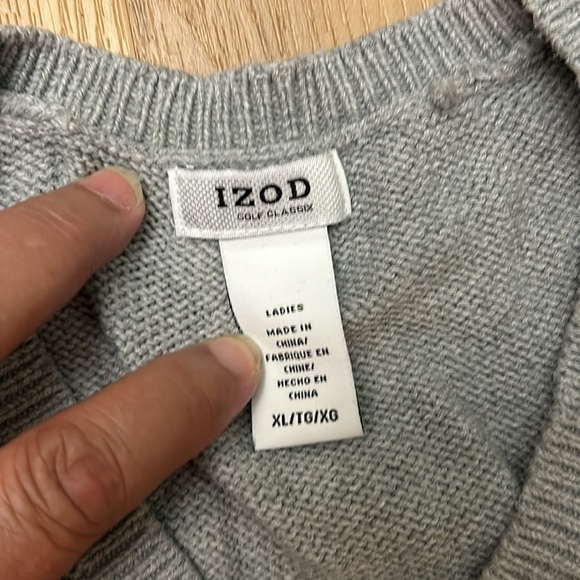 IZOD
GOLF CLASSIX
LADIES
MADE IN
CHINA/
FABRIQUE EN
CHINE/
HECHO EN
CHINA
XL/TG/XG